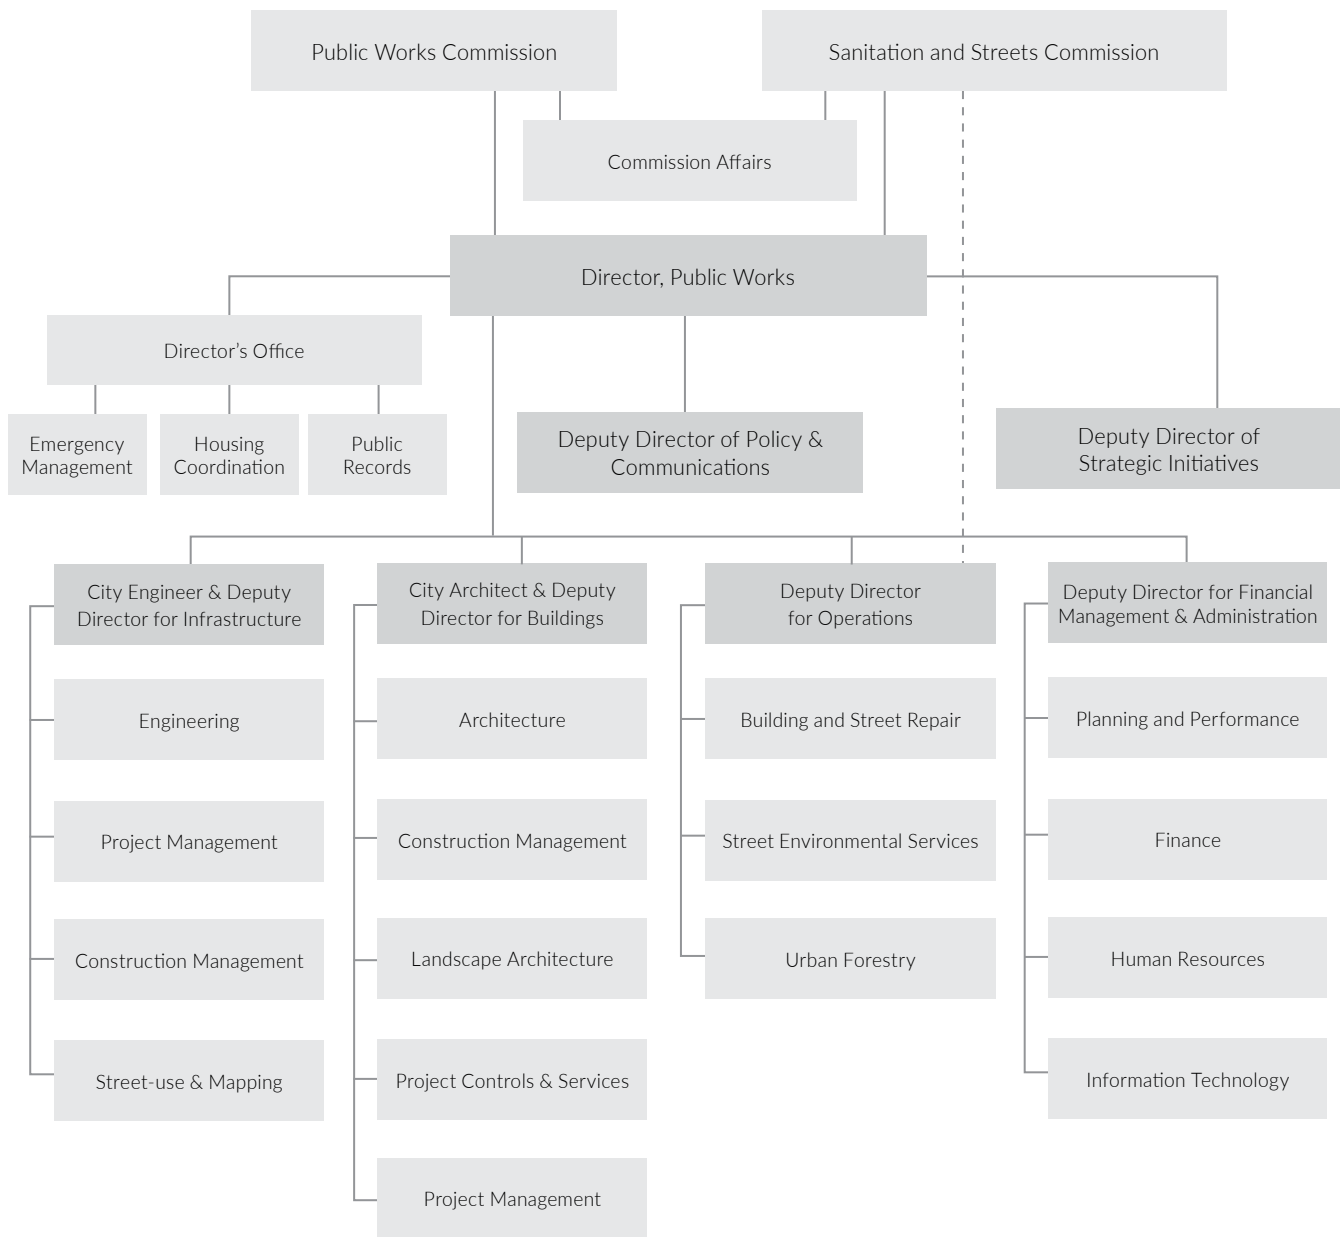 Public Works Commission
Sanitation and Streets Commission
Commission Affairs
Director, Public Works
Director’s Office
Emergency
Management
Housing
Coordination
Public
Records
Deputy Director of Policy &
Communications
Deputy Director of
Strategic Initiatives
City Engineer & Deputy
Director for Infrastructure
Engineering
Project Management
Construction Management
Street-use & Mapping
City Architect & Deputy
Director for Buildings
Architecture
Construction Management
Landscape Architecture
Project Controls & Services
Project Management
Deputy Director
for Operations
Building and Street Repair
Street Environmental Services
Urban Forestry
Deputy Director for Financial
Management & Administration
Planning and Performance
Finance
Human Resources
Information Technology